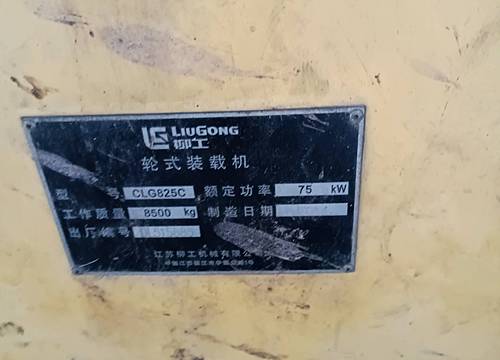 LIUGONG
柳工
轮式装载机
型号 CLG825C 额定功率 75 kW
工作质量 8500 kg 制造日期
出厂编号
江苏柳工机械有限公司